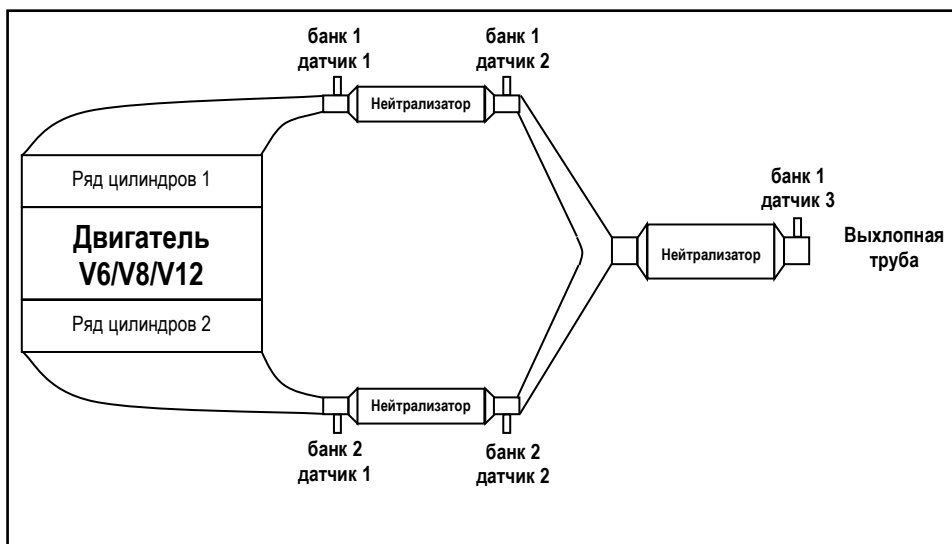 банк 1
датчик 1
банк 1
датчик 2
Нейтрализатор
Ряд цилиндров 1
Двигатель
V6/V8/V12
Ряд цилиндров 2
банк 1
датчик 3
Нейтрализатор
Выхлопная
труба
Нейтрализатор
банк 2
датчик 1
банк 2
датчик 2